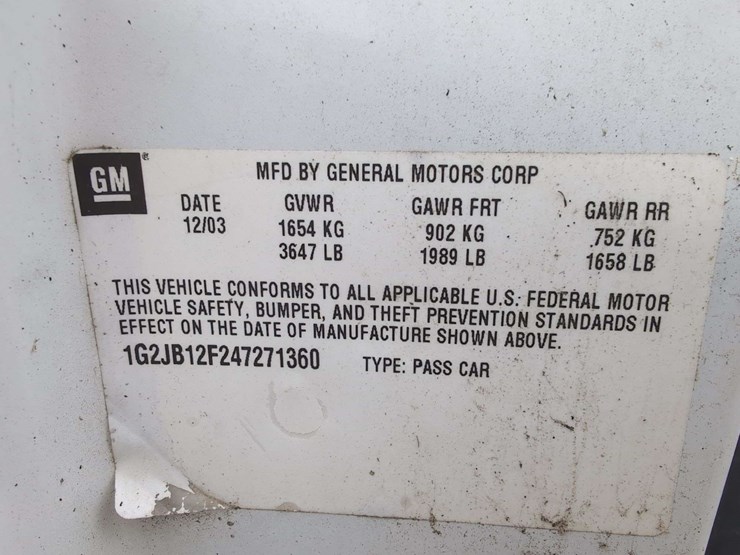 GM
MFD BY GENERAL MOTORS CORP
DATE GVWR GAWR FRT GAWR RR
12/03 1654 KG 902 KG 752 KG
3647 LB 1989 LB 1658 LB
THIS VEHICLE CONFORMS TO ALL APPLICABLE U.S. FEDERAL MOTOR
VEHICLE SAFETY, BUMPER, AND THEFT PREVENTION STANDARDS IN
EFFECT ON THE DATE OF MANUFACTURE SHOWN ABOVE.
1G2JB12F247271360 TYPE: PASS CAR